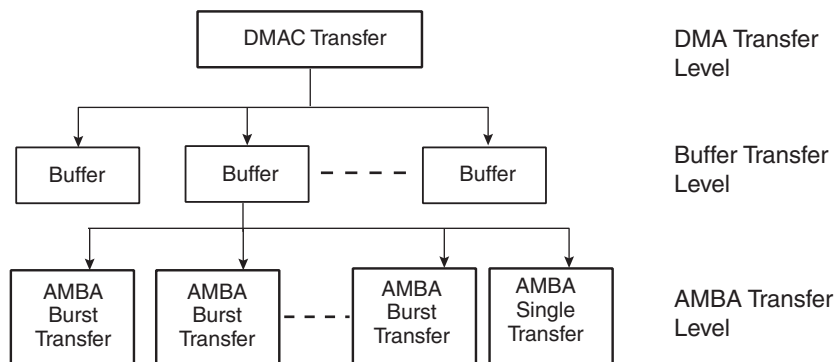 DMAC Transfer
DMA Transfer
Level
Buffer
Buffer
Buffer
Buffer Transfer
Level
AMBA
Burst
Transfer
AMBA
Burst
Transfer
AMBA
Burst
Transfer
AMBA
Single
Transfer
AMBA Transfer
Level